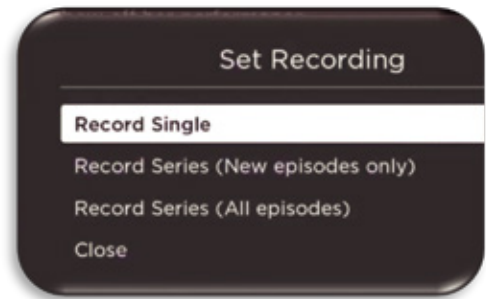 Set Recording
Record Single
Record Series (New episodes only)
Record Series (All episodes)
Close